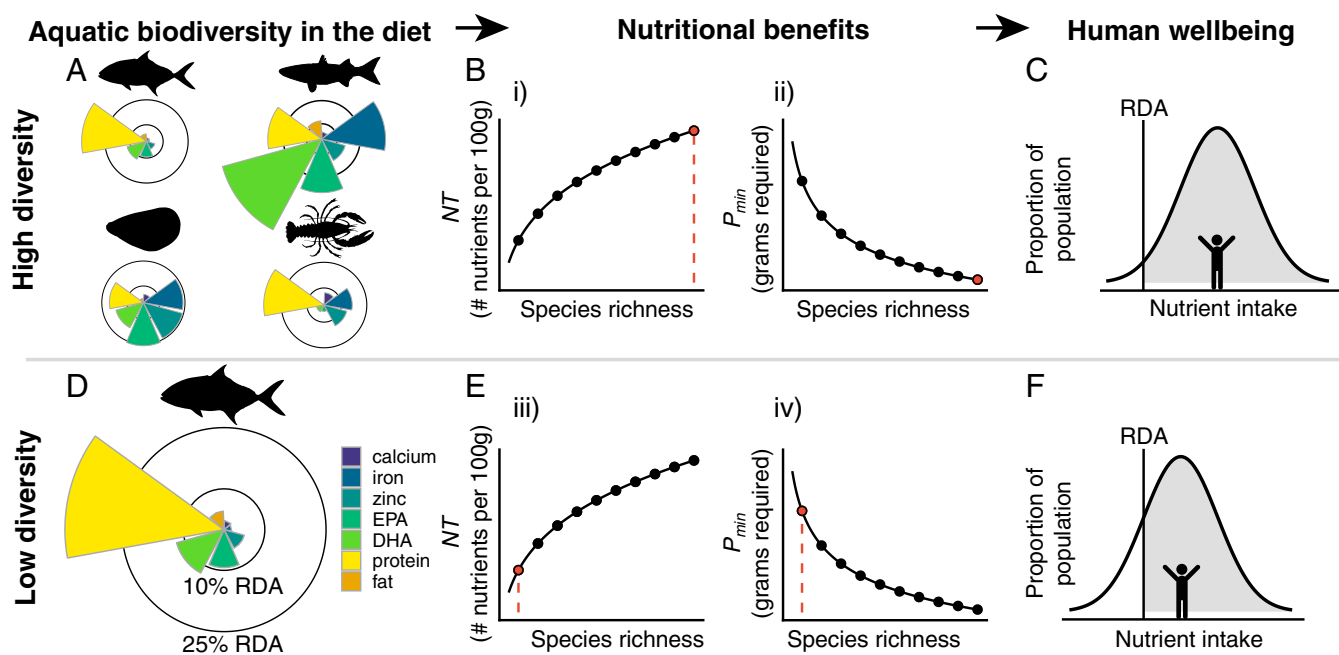 Aquatic biodiversity in the diet
Nutritional benefits
Human wellbeing
High diversity
A
B
i)
NT
(# nutrients per 100g)
Species richness
ii)
Pmin
(grams required)
Species richness
C
RDA
Proportion of
population
Nutrient intake
Low diversity
D
10% RDA
25% RDA
calcium
iron
zinc
EPA
DHA
protein
fat
E
iii)
NT
(# nutrients per 100g)
Species richness
iv)
Pmin
(grams required)
Species richness
F
RDA
Proportion of
population
Nutrient intake